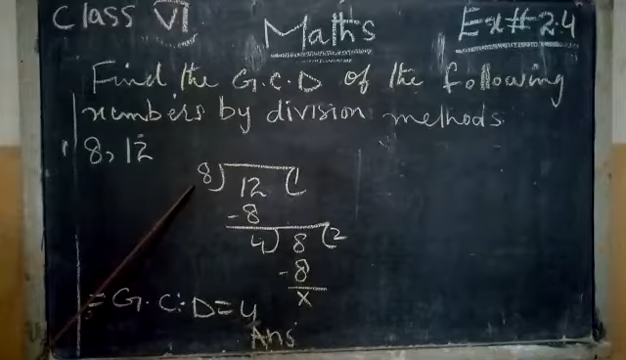 Class VI Maths Ex#2.4
Find the G.C.D of the following
numbers by division methods
1) 8, 12
8) 12 (1
-8
4) 8 (2
-8
x
= G.C.D = 4
Ans